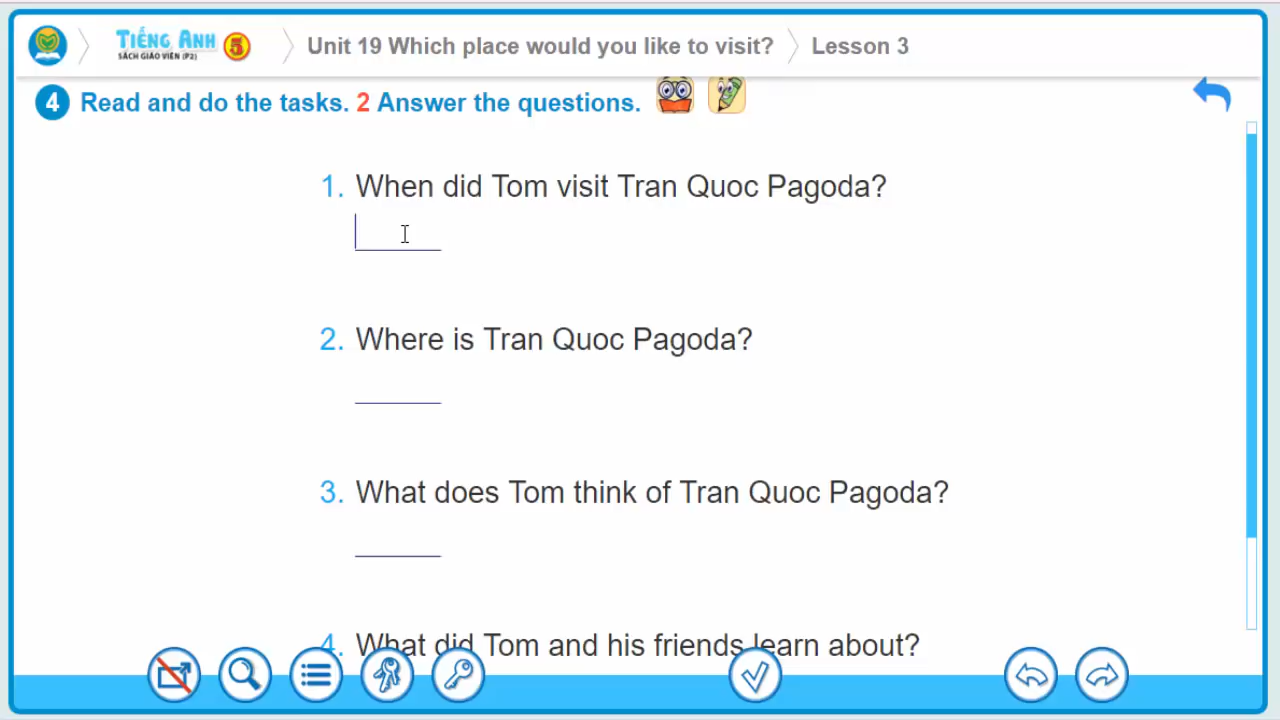 TIẾNG ANH 5
SÁCH GIÁO VIÊN (P2)
Unit 19 Which place would you like to visit?
Lesson 3
4 Read and do the tasks. 2 Answer the questions.
1. When did Tom visit Tran Quoc Pagoda?
2. Where is Tran Quoc Pagoda?
3. What does Tom think of Tran Quoc Pagoda?
4. What did Tom and his friends learn about?